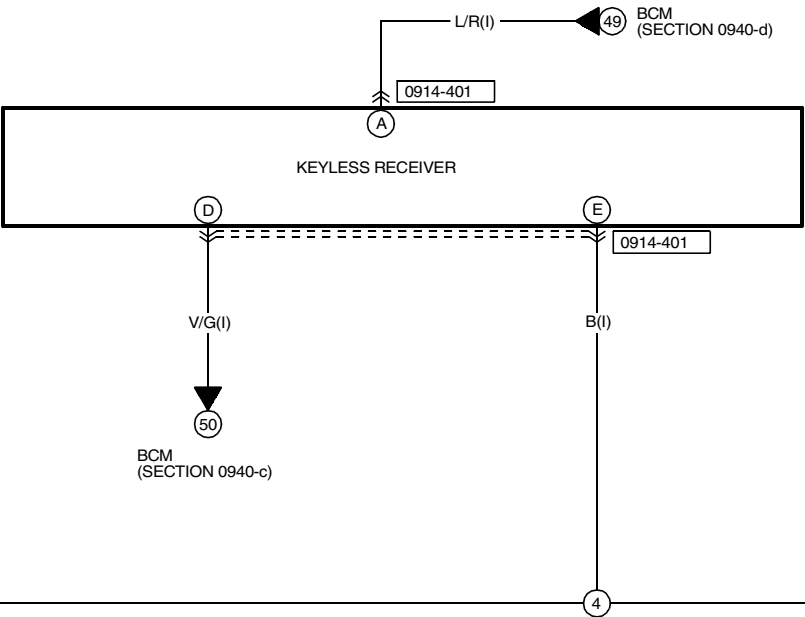 L/R(I)
49
BCM
(SECTION 0940-d)
0914-401
A
KEYLESS RECEIVER
D
E
0914-401
V/G(I)
B(I)
50
BCM
(SECTION 0940-c)
4